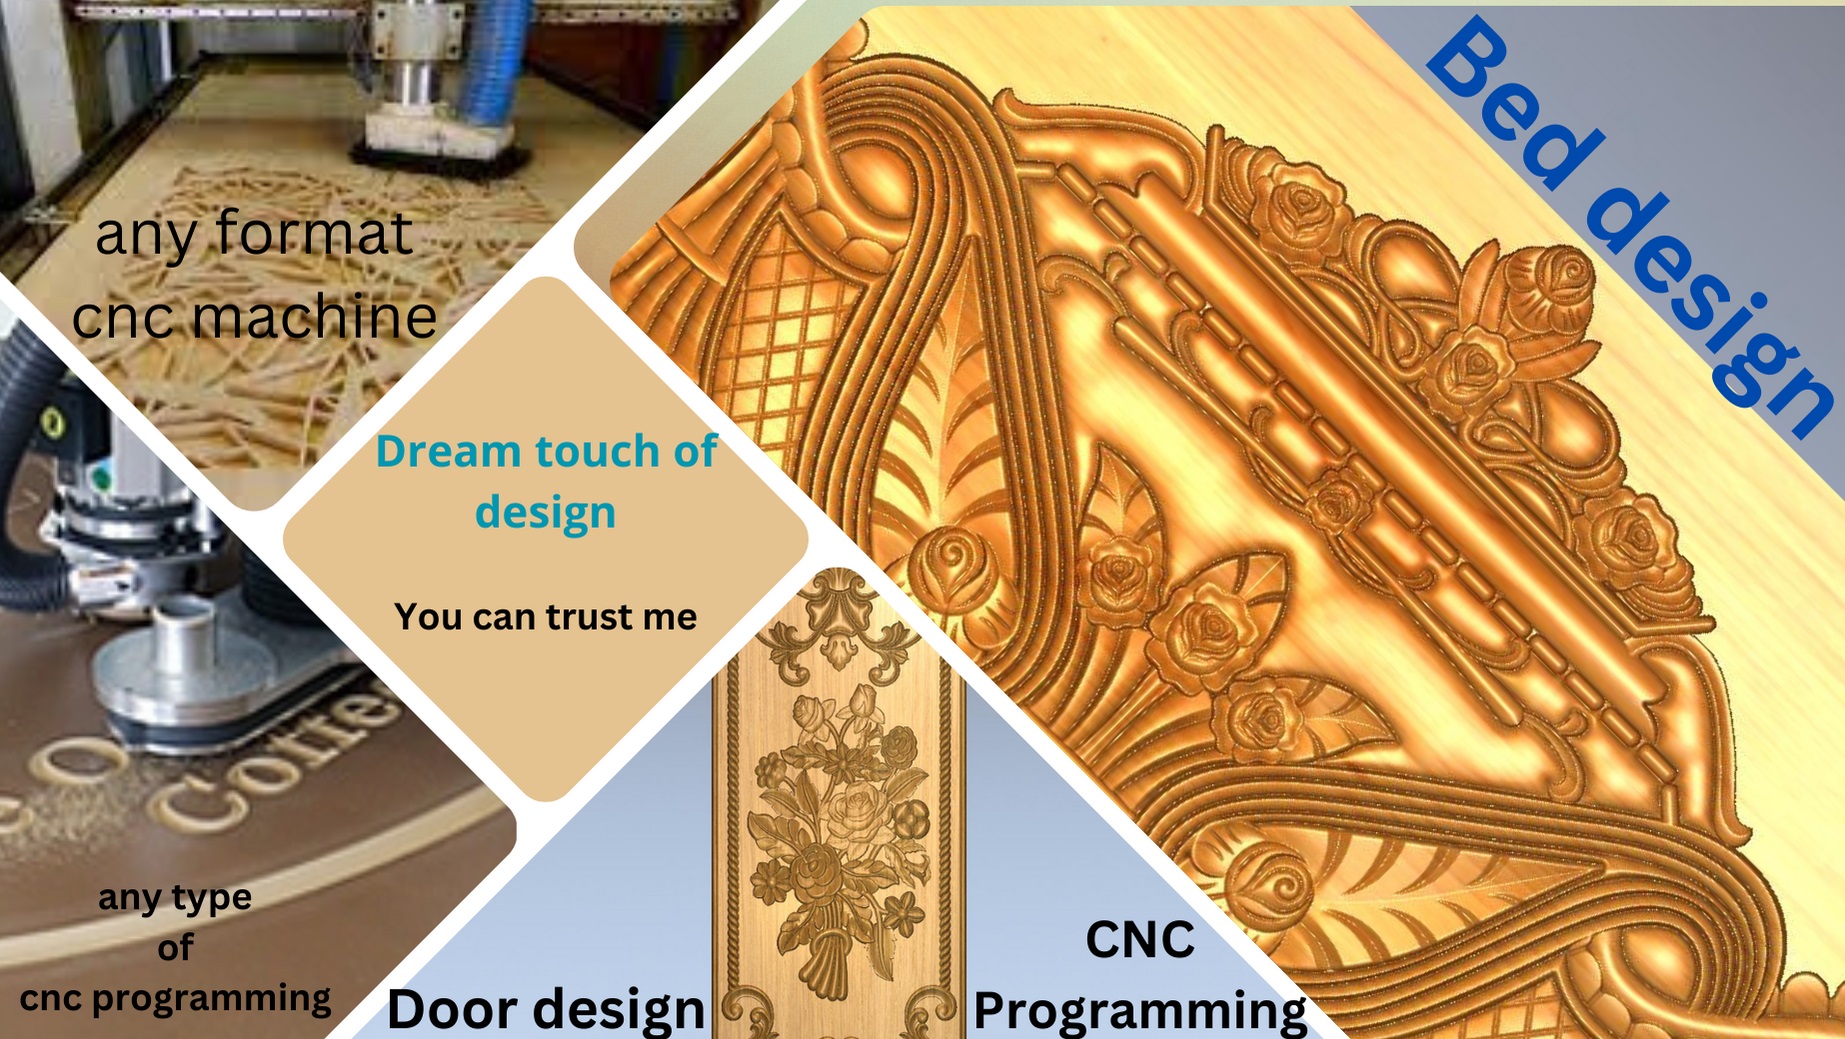 any format
cnc machine
Bed design
Dream touch of
design
You can trust me
Coffee
any type
of
cnc programming
Door design
CNC
Programming